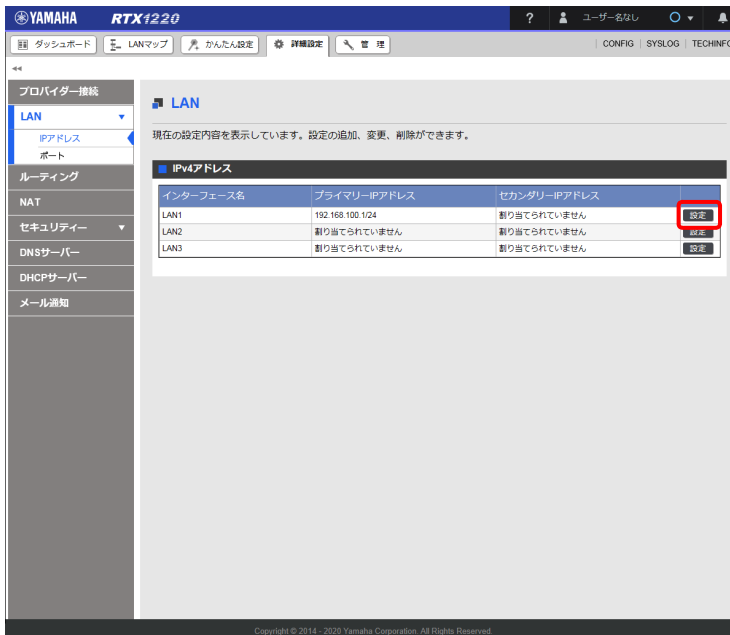 YAMAHA RTX1220 ? ユーザー名なし
ダッシュボード LANマップ かんたん設定 詳細設定 管理 CONFIG SYSLOG TECHINFO
プロバイダー接続
LAN
IPアドレス
ポート
ルーティング
NAT
セキュリティー
DNSサーバー
DHCPサーバー
メール通知
LAN
現在の設定内容を表示しています。設定の追加、変更、削除ができます。
IPv4アドレス
インターフェース名 プライマリーIPアドレス セカンダリーIPアドレス
LAN1 192.168.100.1/24 割り当てられていません 設定
LAN2 割り当てられていません 割り当てられていません 設定
LAN3 割り当てられていません 割り当てられていません 設定
Copyright © 2014 - 2020 Yamaha Corporation. All Rights Reserved.